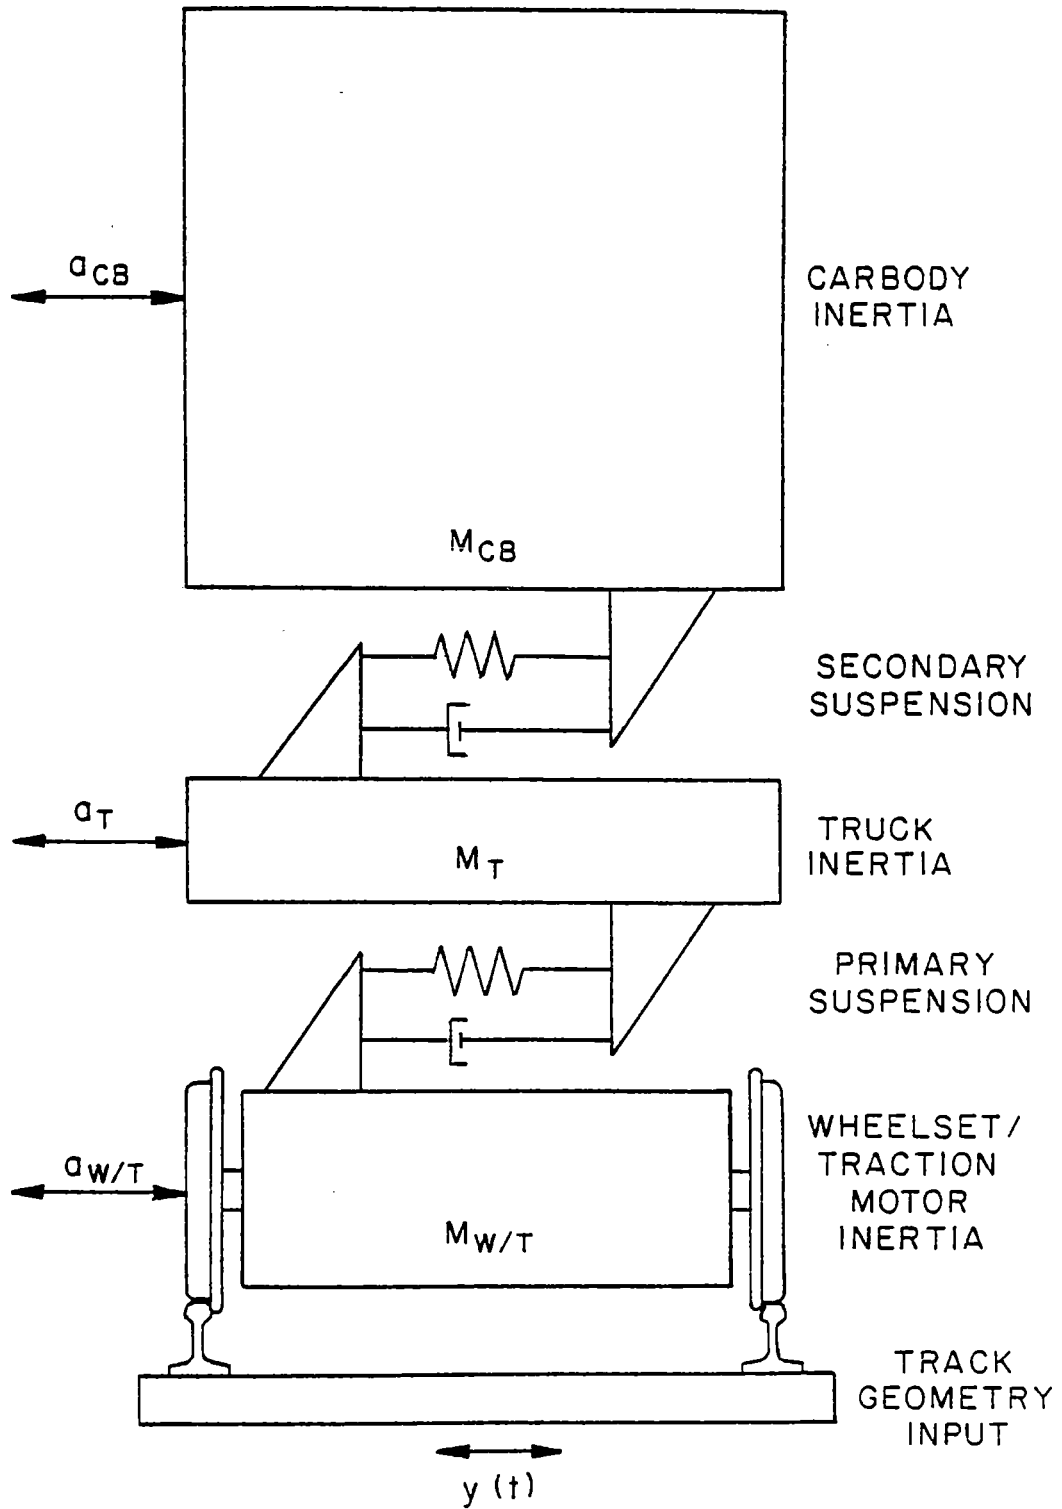 a_CB
CARBODY
INERTIA
M_CB
SECONDARY
SUSPENSION
a_T
TRUCK
INERTIA
M_T
PRIMARY
SUSPENSION
WHEELSET/
TRACTION
MOTOR
INERTIA
a_W/T
M_W/T
TRACK
GEOMETRY
INPUT
y (t)